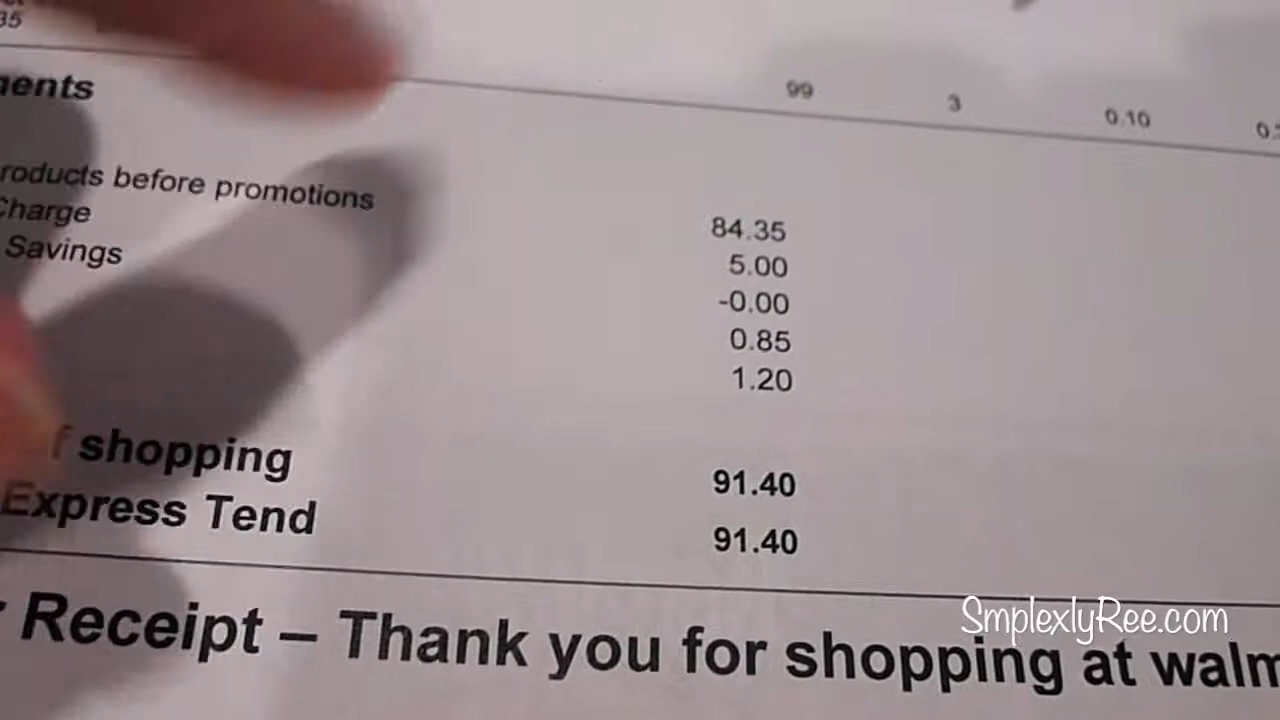 35
99 3 0.10
ents
roducts before promotions 84.35
Charge 5.00
Savings -0.00
0.85
1.20
f shopping 91.40
Express Tend 91.40
Receipt – Thank you for shopping at walm
SmplexlyRee.com